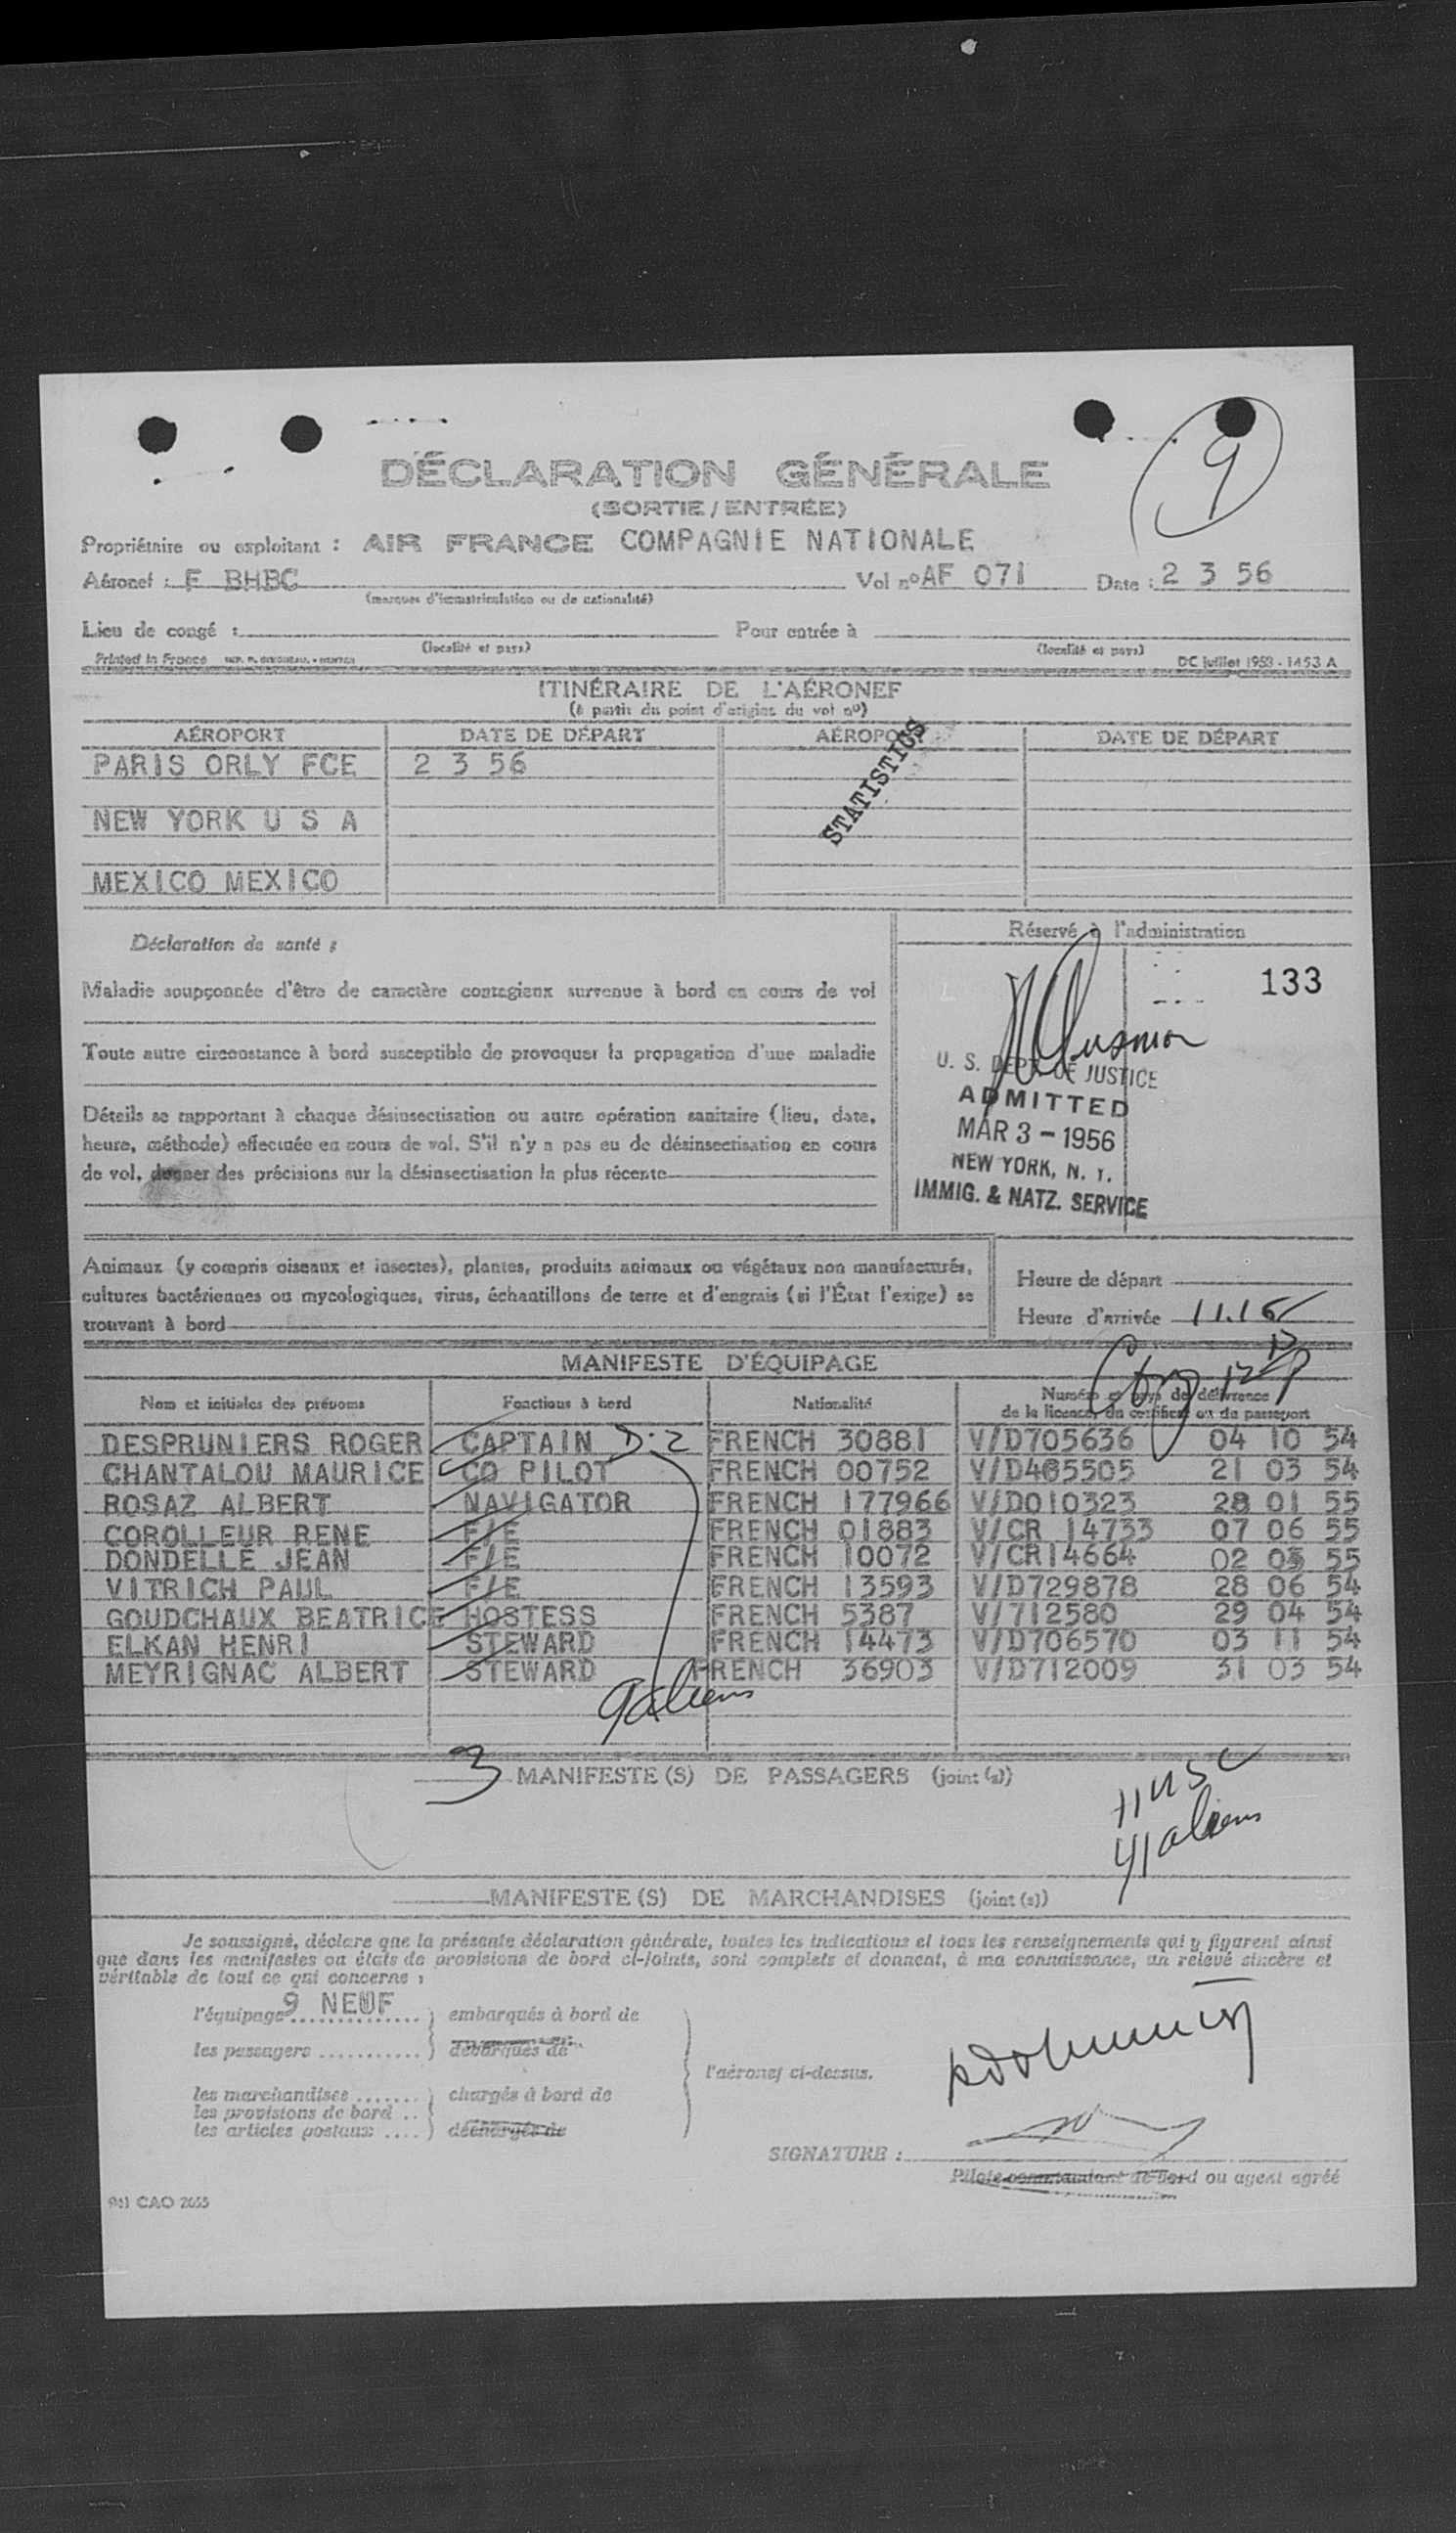 9
DÉCLARATION GÉNÉRALE
(SORTIE / ENTRÉE)
Propriétaire ou exploitant : AIR FRANCE COMPAGNIE NATIONALE
Aéronef : F BHBC Vol nº AF 071 Date : 2 3 56
(marques d'immatriculation ou de nationalité)
Lieu de congé : Pour entrée à
(localité et pays) (localité et pays)
Printed in France DC juillet 1953 - 1453 A
ITINÉRAIRE DE L'AÉRONEF
(à partir du point d'origine du vol nº)
AÉROPORT DATE DE DÉPART AÉROPORT DATE DE DÉPART
PARIS ORLY FCE 2 3 56
STATISTICS
NEW YORK U S A
MEXICO MEXICO
Déclaration de santé :
Réservé à l'administration
133
Maladie soupçonnée d'être de caractère contagieux survenue à bord en cours de vol
Toute autre circonstance à bord susceptible de provoquer la propagation d'une maladie
Détails se rapportant à chaque désinsectisation ou autre opération sanitaire (lieu, date,
heure, méthode) effectuée en cours de vol. S'il n'y a pas eu de désinsectisation en cours
de vol, donner des précisions sur la désinsectisation la plus récente
U. S. DEPT. OF JUSTICE
ADMITTED
MAR 3 - 1956
NEW YORK, N. Y.
IMMIG. & NATZ. SERVICE
Animaux (y compris oiseaux et insectes), plantes, produits animaux ou végétaux non manufacturés,
cultures bactériennes ou mycologiques, virus, échantillons de terre et d'engrais (si l'État l'exige) se
trouvant à bord
Heure de départ
Heure d'arrivée 11.15
MANIFESTE D'ÉQUIPAGE
Nom et initiales des prénoms Fonctions à bord Nationalité Numéro et pays de délivrance
de la licence, du certificat ou du passeport
DESPRUNIERS ROGER CAPTAIN D-2 FRENCH 30881 V/D705636 04 10 54
CHANTALOU MAURICE CO PILOT FRENCH 00752 V/D465505 21 03 54
ROSAZ ALBERT NAVIGATOR FRENCH 177966 V/D010323 28 01 55
COROLLEUR RENE F/E FRENCH 01883 V/CR 14733 07 06 55
DONDELLE JEAN F/E FRENCH 10072 V/CR14664 02 03 55
VITRICH PAUL F/E FRENCH 13593 V/D729878 28 06 54
GOUDCHAUX BEATRICE HOSTESS FRENCH 5387 V/712580 29 04 54
ELKAN HENRI STEWARD FRENCH 14473 V/D706570 03 11 54
MEYRIGNAC ALBERT STEWARD FRENCH 36903 V/D712009 31 03 54
9 aliens
3 MANIFESTE (S) DE PASSAGERS (joint (s))
11 USC
41 aliens
MANIFESTE (S) DE MARCHANDISES (joint (s))
Je soussigné, déclare que la présente déclaration générale, toutes les indications et tous les renseignements qui y figurent ainsi
que dans les manifestes ou états de provisions de bord ci-joints, sont complets et donnent, à ma connaissance, un relevé sincère et
véritable de tout ce qui concerne :
l'équipage 9 NEUF embarqués à bord de
les passagers débarqués de
l'aéronef ci-dessus.
les marchandises chargés à bord de
les provisions de bord
les articles postaux déchargés de
SIGNATURE :
Pilote commandant de bord ou agent agréé